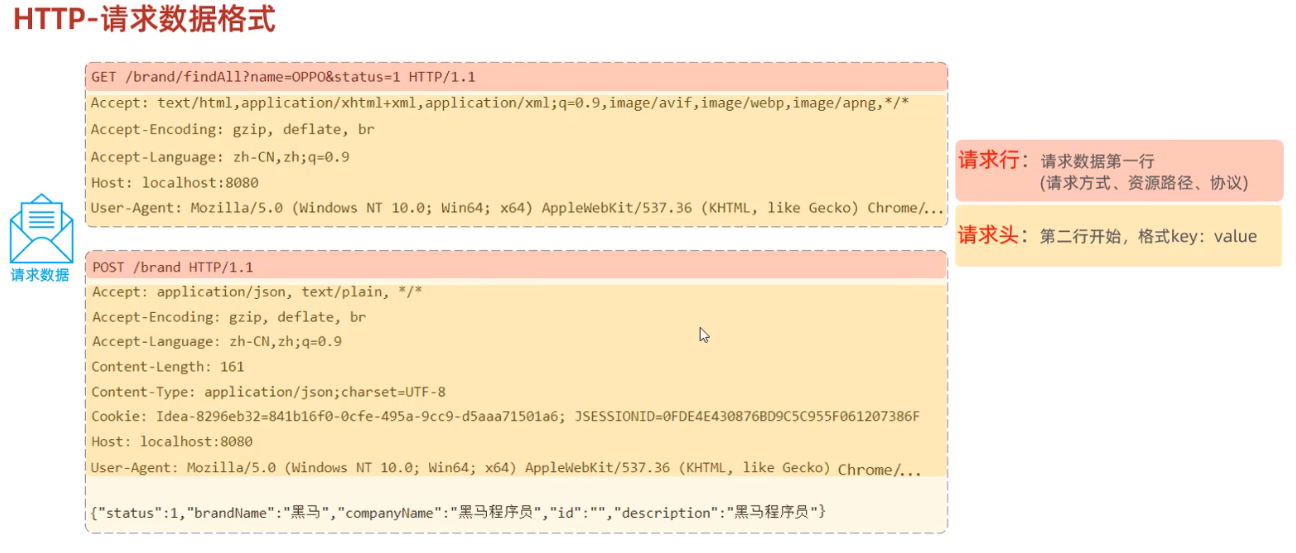 HTTP-请求数据格式
GET /brand/findAll?name=OPPO&status=1 HTTP/1.1
Accept: text/html,application/xhtml+xml,application/xml;q=0.9,image/avif,image/webp,image/apng,*/*
Accept-Encoding: gzip, deflate, br
Accept-Language: zh-CN,zh;q=0.9
Host: localhost:8080
User-Agent: Mozilla/5.0 (Windows NT 10.0; Win64; x64) AppleWebKit/537.36 (KHTML, like Gecko) Chrome/...
请求行：请求数据第一行
(请求方式、资源路径、协议)
请求头：第二行开始，格式key：value
请求数据
POST /brand HTTP/1.1
Accept: application/json, text/plain, */*
Accept-Encoding: gzip, deflate, br
Accept-Language: zh-CN,zh;q=0.9
Content-Length: 161
Content-Type: application/json;charset=UTF-8
Cookie: Idea-8296eb32=841b16f0-0cfe-495a-9cc9-d5aaa71501a6; JSESSIONID=0FDE4E430876BD9C5C955F061207386F
Host: localhost:8080
User-Agent: Mozilla/5.0 (Windows NT 10.0; Win64; x64) AppleWebKit/537.36 (KHTML, like Gecko) Chrome/...
{"status":1,"brandName":"黑马","companyName":"黑马程序员","id":"","description":"黑马程序员"}